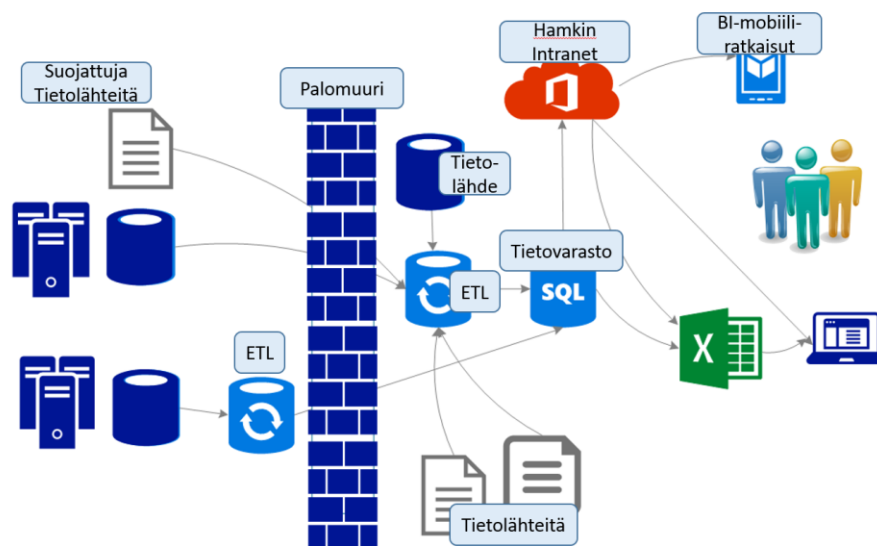 Hamkin
Intranet
BI-mobiili-
ratkaisut
Suojattuja
Tietolähteitä
Palomuuri
Tieto-
lähde
Tietovarasto
ETL
SQL
X
ETL
Tietolähteitä